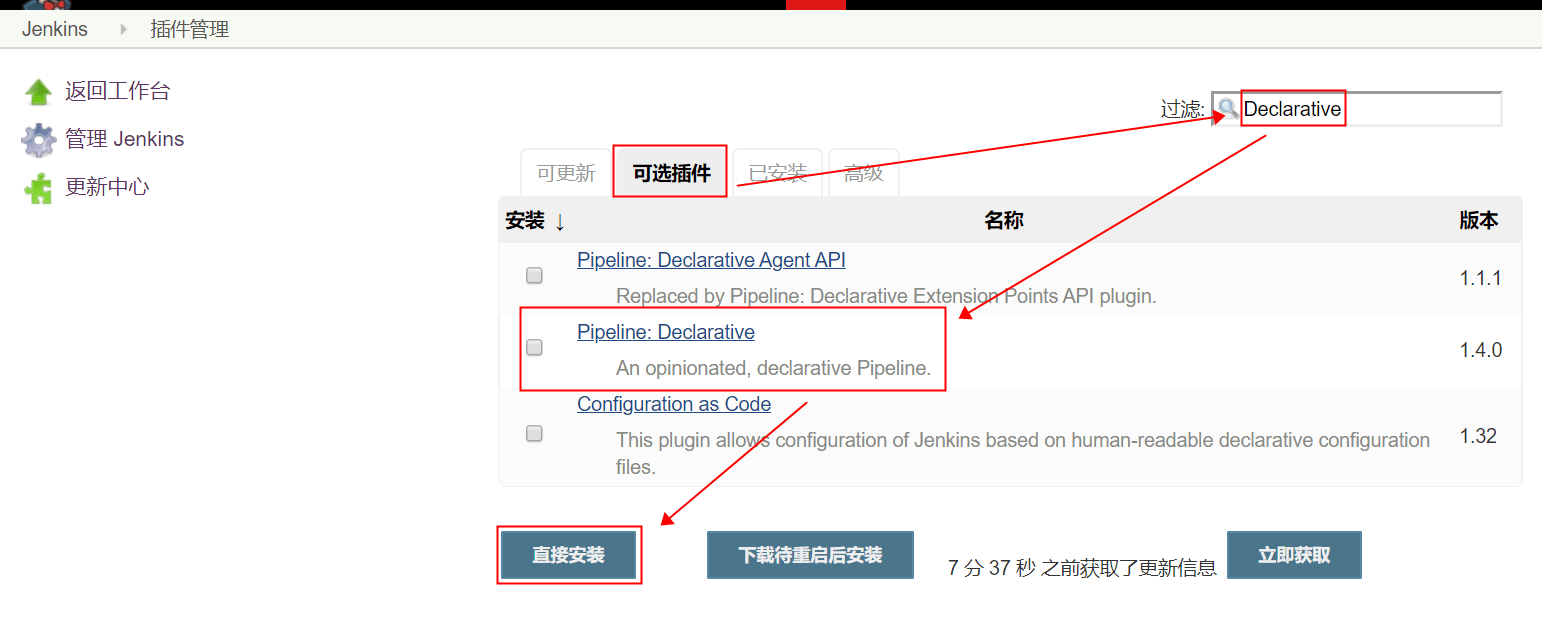 Jenkins 插件管理
返回工作台
管理 Jenkins
更新中心
过滤: Declarative
可更新 可选插件 已安装 高级
安装 ↓ 名称 版本
Pipeline: Declarative Agent API
Replaced by Pipeline: Declarative Extension Points API plugin.
1.1.1
Pipeline: Declarative
An opinionated, declarative Pipeline.
1.4.0
Configuration as Code
This plugin allows configuration of Jenkins based on human-readable declarative configuration
files.
1.32
直接安装 下载待重启后安装 7 分 37 秒 之前获取了更新信息 立即获取